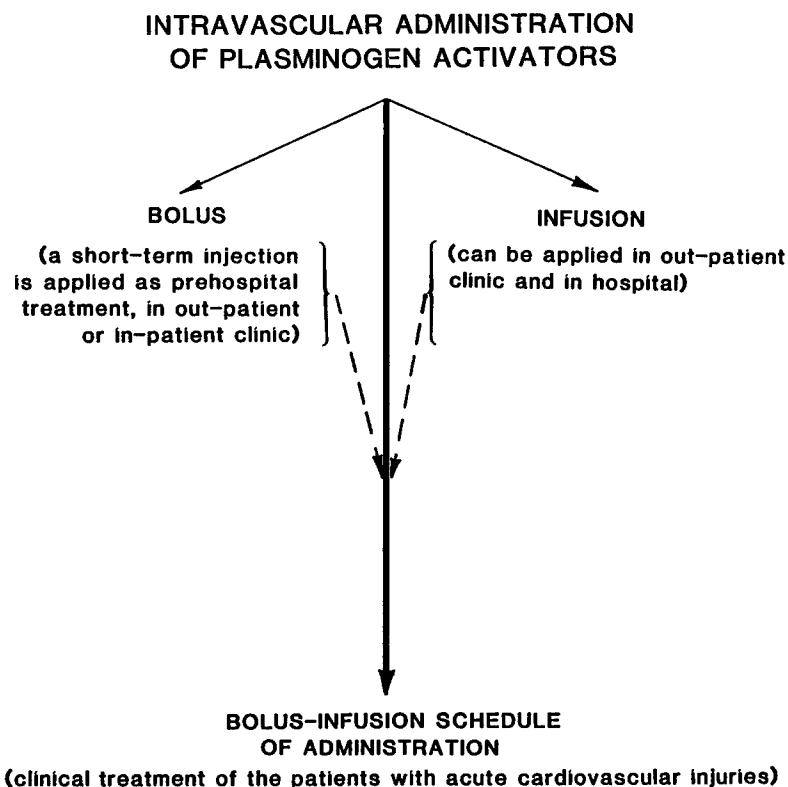 INTRAVASCULAR ADMINISTRATION
OF PLASMINOGEN ACTIVATORS
BOLUS
(a short-term injection
is applied as prehospital
treatment, in out-patient
or in-patient clinic)
INFUSION
(can be applied in out-patient
clinic and in hospital)
BOLUS-INFUSION SCHEDULE
OF ADMINISTRATION
(clinical treatment of the patients with acute cardiovascular injuries)